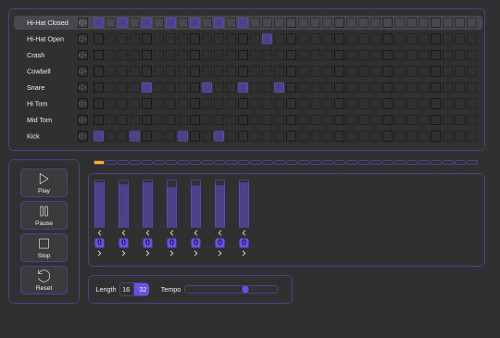 Hi-Hat Closed
Hi-Hat Open
Crash
Cowbell
Snare
Hi Tom
Mid Tom
Kick
Play
Pause
Stop
Reset
0 0 0 0 0 0 0
Length 16 32 Tempo